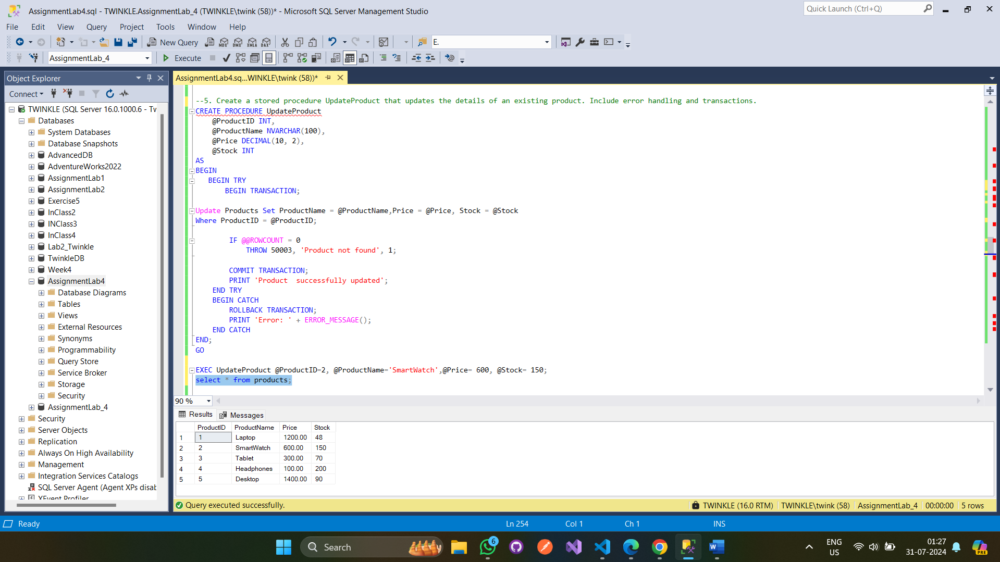 AssignmentLab4.sql - TWINKLE.AssignmentLab_4 (TWINKLE\twink (58))* - Microsoft SQL Server Management Studio
Quick Launch (Ctrl+Q)
File Edit View Query Project Tools Window Help
New Query
MDX DMX XMLA DAX
E.
AssignmentLab_4
Execute
Object Explorer
Connect
TWINKLE (SQL Server 16.0.1000.6 - Tw
Databases
System Databases
Database Snapshots
AdvancedDB
AdventureWorks2022
AssignmentLab1
AssignmentLab2
Exercise5
InClass2
INClass3
InClass4
Lab2_Twinkle
TwinkleDB
Week4
AssignmentLab4
Database Diagrams
Tables
Views
External Resources
Synonyms
Programmability
Query Store
Service Broker
Storage
Security
AssignmentLab_4
Security
Server Objects
Replication
Always On High Availability
Management
Integration Services Catalogs
SQL Server Agent (Agent XPs disab
XEvent Profiler
AssignmentLab4.sq...WINKLE\twink (58))*
--5. Create a stored procedure UpdateProduct that updates the details of an existing product. Include error handling and transactions.
CREATE PROCEDURE UpdateProduct
@ProductID INT,
@ProductName NVARCHAR(100),
@Price DECIMAL(10, 2),
@Stock INT
AS
BEGIN
BEGIN TRY
BEGIN TRANSACTION;
Update Products Set ProductName = @ProductName,Price = @Price, Stock = @Stock
Where ProductID = @ProductID;
IF @@ROWCOUNT = 0
THROW 50003, 'Product not found', 1;
COMMIT TRANSACTION;
PRINT 'Product  successfully updated';
END TRY
BEGIN CATCH
ROLLBACK TRANSACTION;
PRINT 'Error: ' + ERROR_MESSAGE();
END CATCH
END;
GO
EXEC UpdateProduct @ProductID=2, @ProductName='SmartWatch',@Price= 600, @Stock= 150;
select * from products;
90 %
Results Messages
ProductID ProductName Price Stock
1 1 Laptop 1200.00 48
2 2 SmartWatch 600.00 150
3 3 Tablet 300.00 70
4 4 Headphones 100.00 200
5 5 Desktop 1400.00 90
Query executed successfully.
TWINKLE (16.0 RTM) TWINKLE\twink (58) AssignmentLab_4 00:00:00 5 rows
Ready
Ln 254 Col 1 Ch 1 INS
Search
6
ENG
US
01:27
31-07-2024
PRE